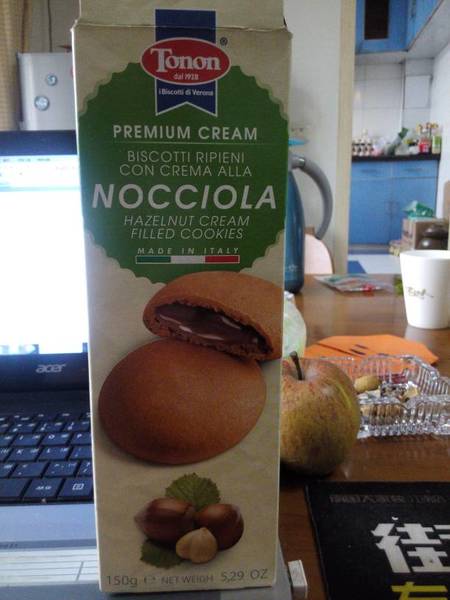 Tonon®
dal 1928
i Biscotti di Verona
PREMIUM CREAM
BISCOTTI RIPIENI
CON CREMA ALLA
NOCCIOLA
HAZELNUT CREAM
FILLED COOKIES
MADE IN ITALY
150g e NET WEIGH 5,29 OZ
acer